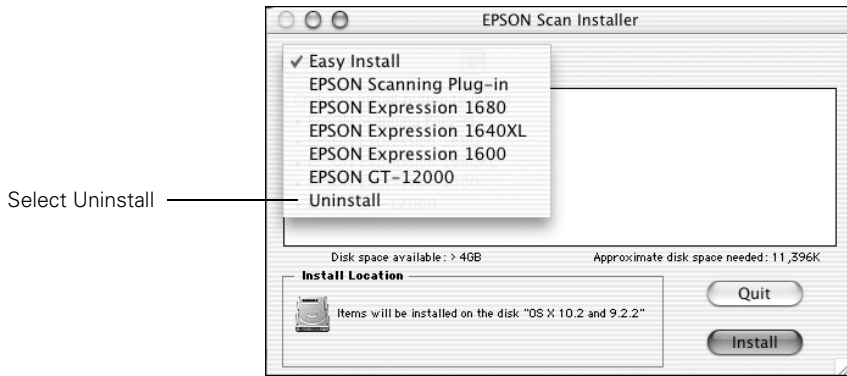 EPSON Scan Installer
✓ Easy Install
EPSON Scanning Plug-in
EPSON Expression 1680
EPSON Expression 1640XL
EPSON Expression 1600
EPSON GT-12000
Uninstall
Select Uninstall
Disk space available: > 4GB Approximate disk space needed: 11,396K
Install Location
Items will be installed on the disk "OS X 10.2 and 9.2.2"
Quit
Install